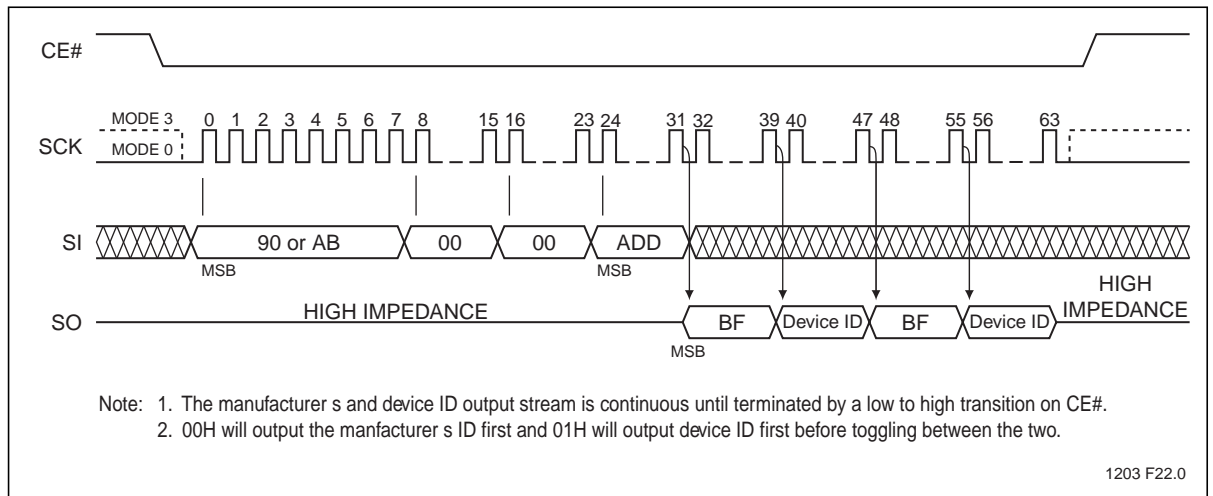 CE#
MODE 3
0 1 2 3 4 5 6 7 8 15 16 23 24 31 32 39 40 47 48 55 56 63
SCK
MODE 0
SI
90 or AB 00 00 ADD
MSB MSB
HIGH IMPEDANCE
HIGH IMPEDANCE
SO
BF Device ID BF Device ID
MSB
Note: 1. The manufacturer s and device ID output stream is continuous until terminated by a low to high transition on CE#.
2. 00H will output the manfacturer s ID first and 01H will output device ID first before toggling between the two.
1203 F22.0